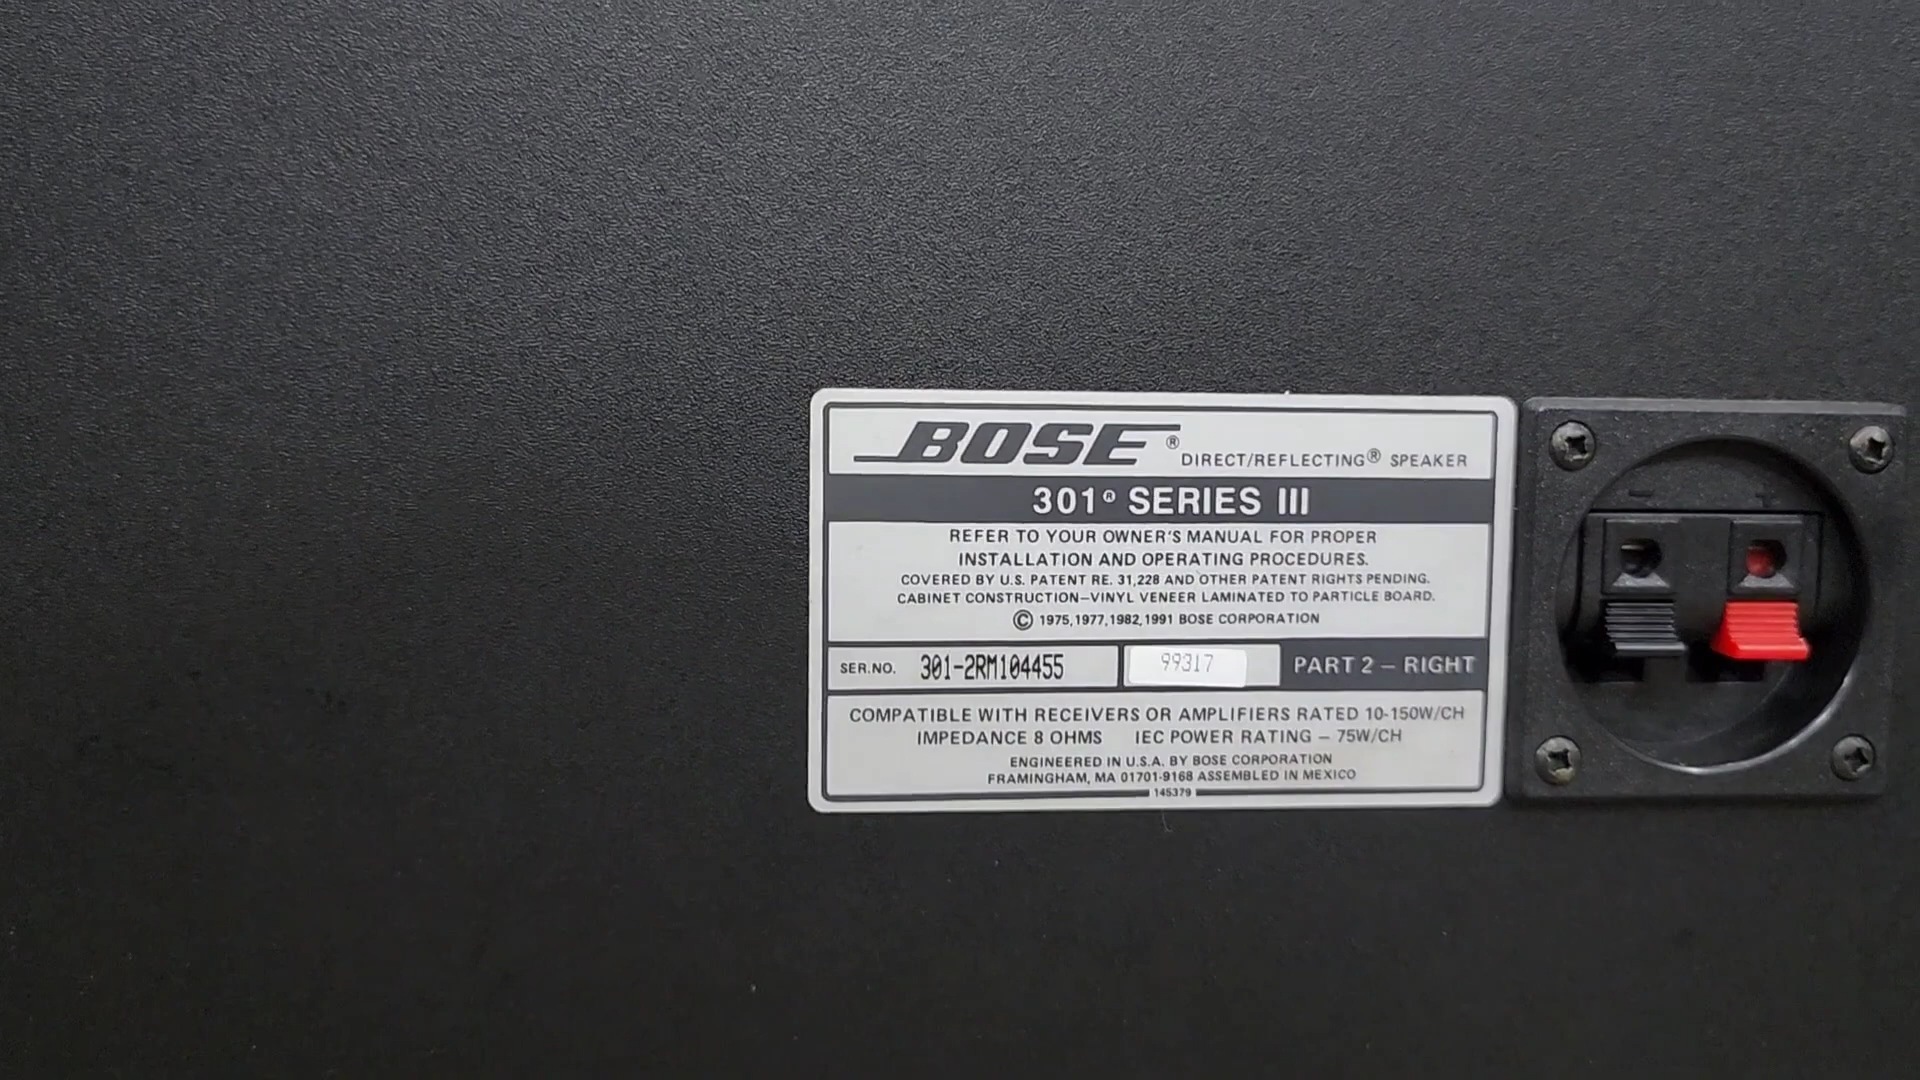 BOSE® DIRECT/REFLECTING® SPEAKER
301® SERIES III
REFER TO YOUR OWNER'S MANUAL FOR PROPER
INSTALLATION AND OPERATING PROCEDURES.
COVERED BY U.S. PATENT RE. 31,228 AND OTHER PATENT RIGHTS PENDING.
CABINET CONSTRUCTION—VINYL VENEER LAMINATED TO PARTICLE BOARD.
© 1975,1977,1982,1991 BOSE CORPORATION
SER.NO. 301-2RM104455 99317 PART 2 – RIGHT
COMPATIBLE WITH RECEIVERS OR AMPLIFIERS RATED 10-150W/CH
IMPEDANCE 8 OHMS IEC POWER RATING – 75W/CH
ENGINEERED IN U.S.A. BY BOSE CORPORATION
FRAMINGHAM, MA 01701-9168 ASSEMBLED IN MEXICO
145379
– +